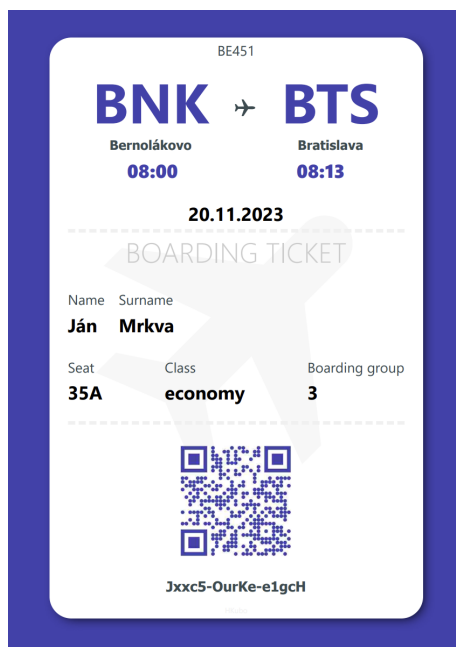 BE451
BNK BTS
Bernolákovo Bratislava
08:00 08:13
20.11.2023
BOARDING TICKET
Name Surname
Ján Mrkva
Seat Class Boarding group
35A economy 3
Jxxc5-OurKe-e1gcH